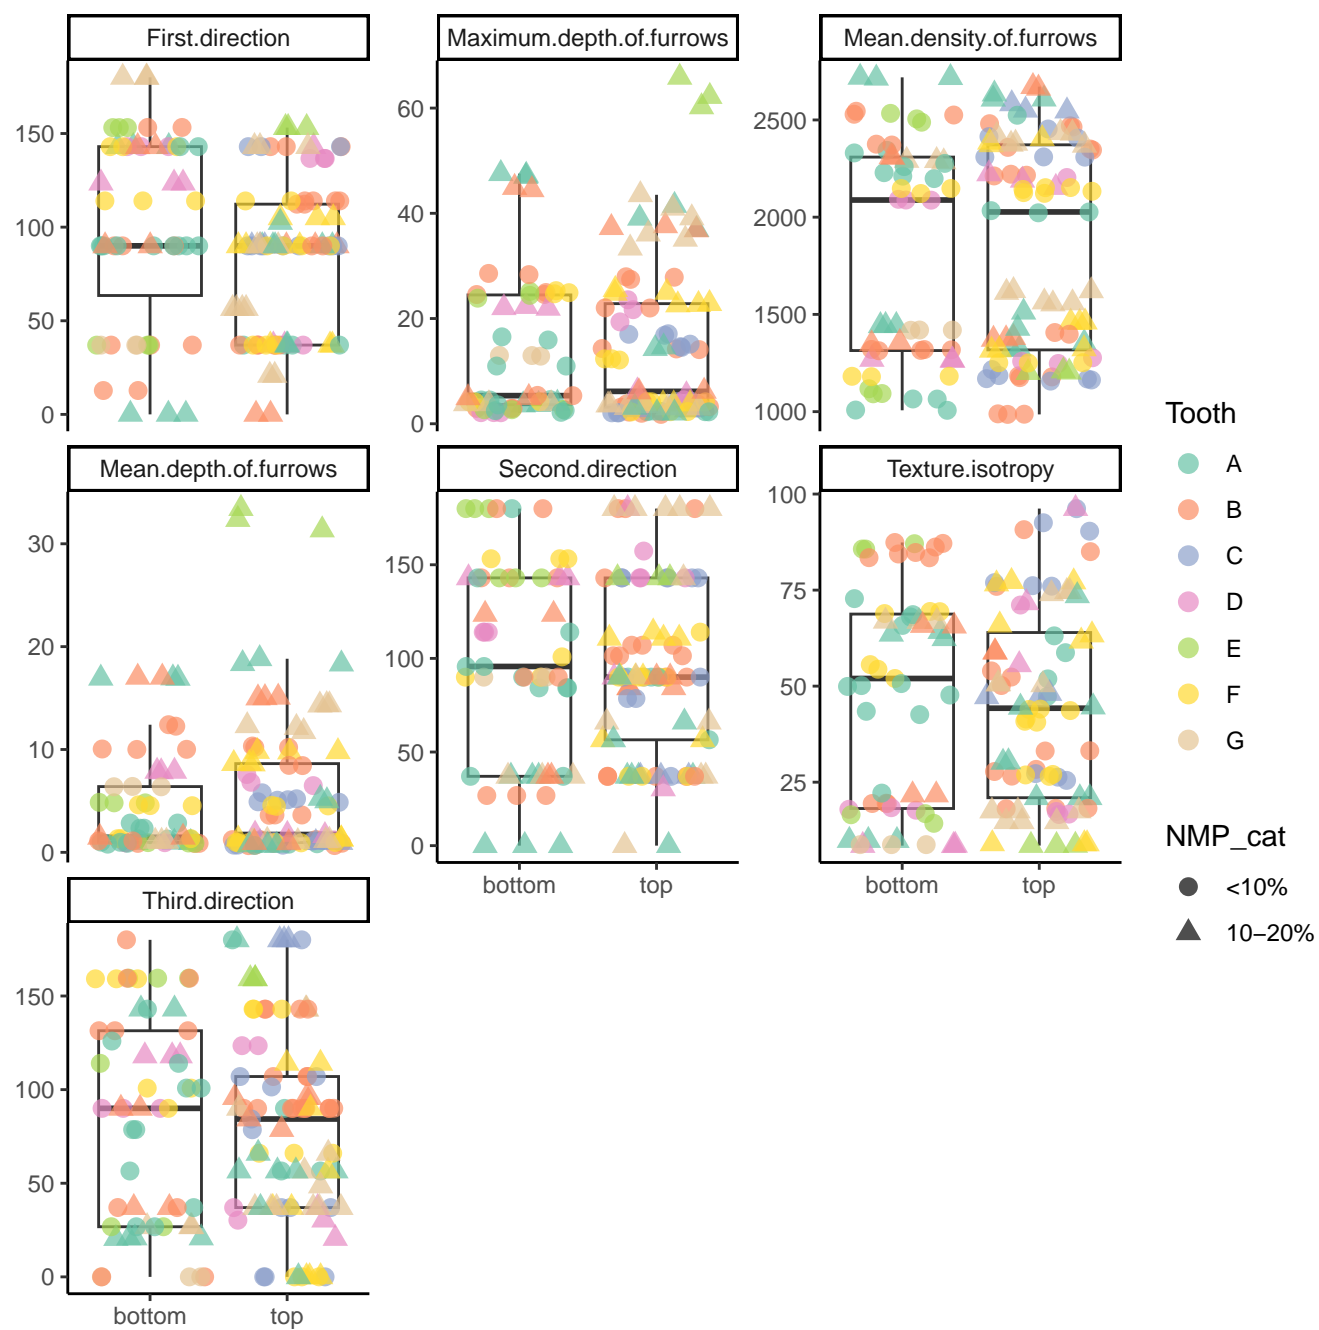 First.direction
Maximum.depth.of.furrows
Mean.density.of.furrows
150
100
50
0
60
40
20
0
2500
2000
1500
1000
Mean.depth.of.furrows
Second.direction
Texture.isotropy
30
20
10
0
150
100
50
0
100
75
50
25
bottom
top
bottom
top
Third.direction
150
100
50
0
bottom
top
Tooth
A
B
C
D
E
F
G
NMP_cat
<10%
10–20%